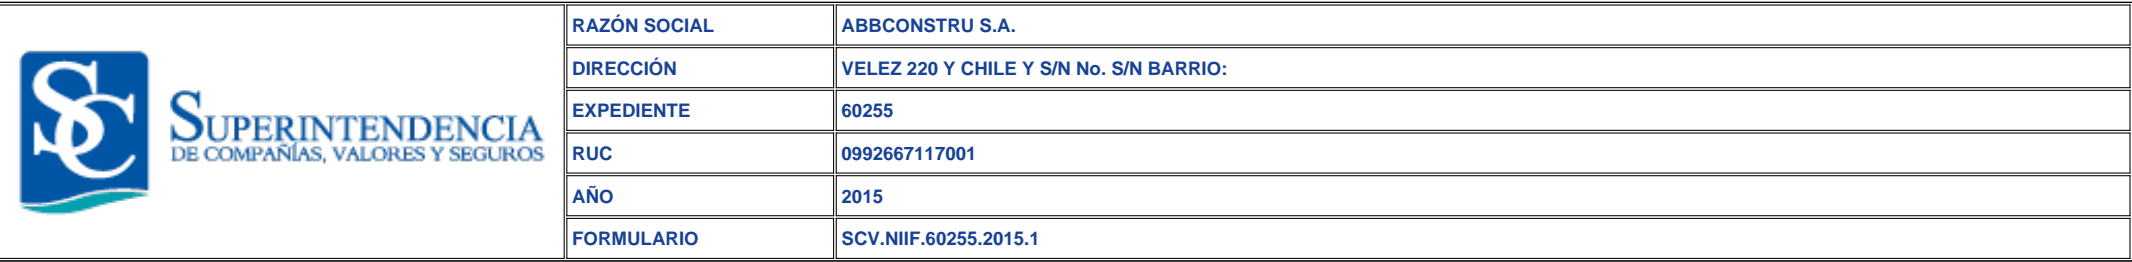 SC
SUPERINTENDENCIA
DE COMPAÑÍAS, VALORES Y SEGUROS
RAZÓN SOCIAL ABBCONSTRU S.A.
DIRECCIÓN VELEZ 220 Y CHILE Y S/N No. S/N BARRIO:
EXPEDIENTE 60255
RUC 0992667117001
AÑO 2015
FORMULARIO SCV.NIIF.60255.2015.1